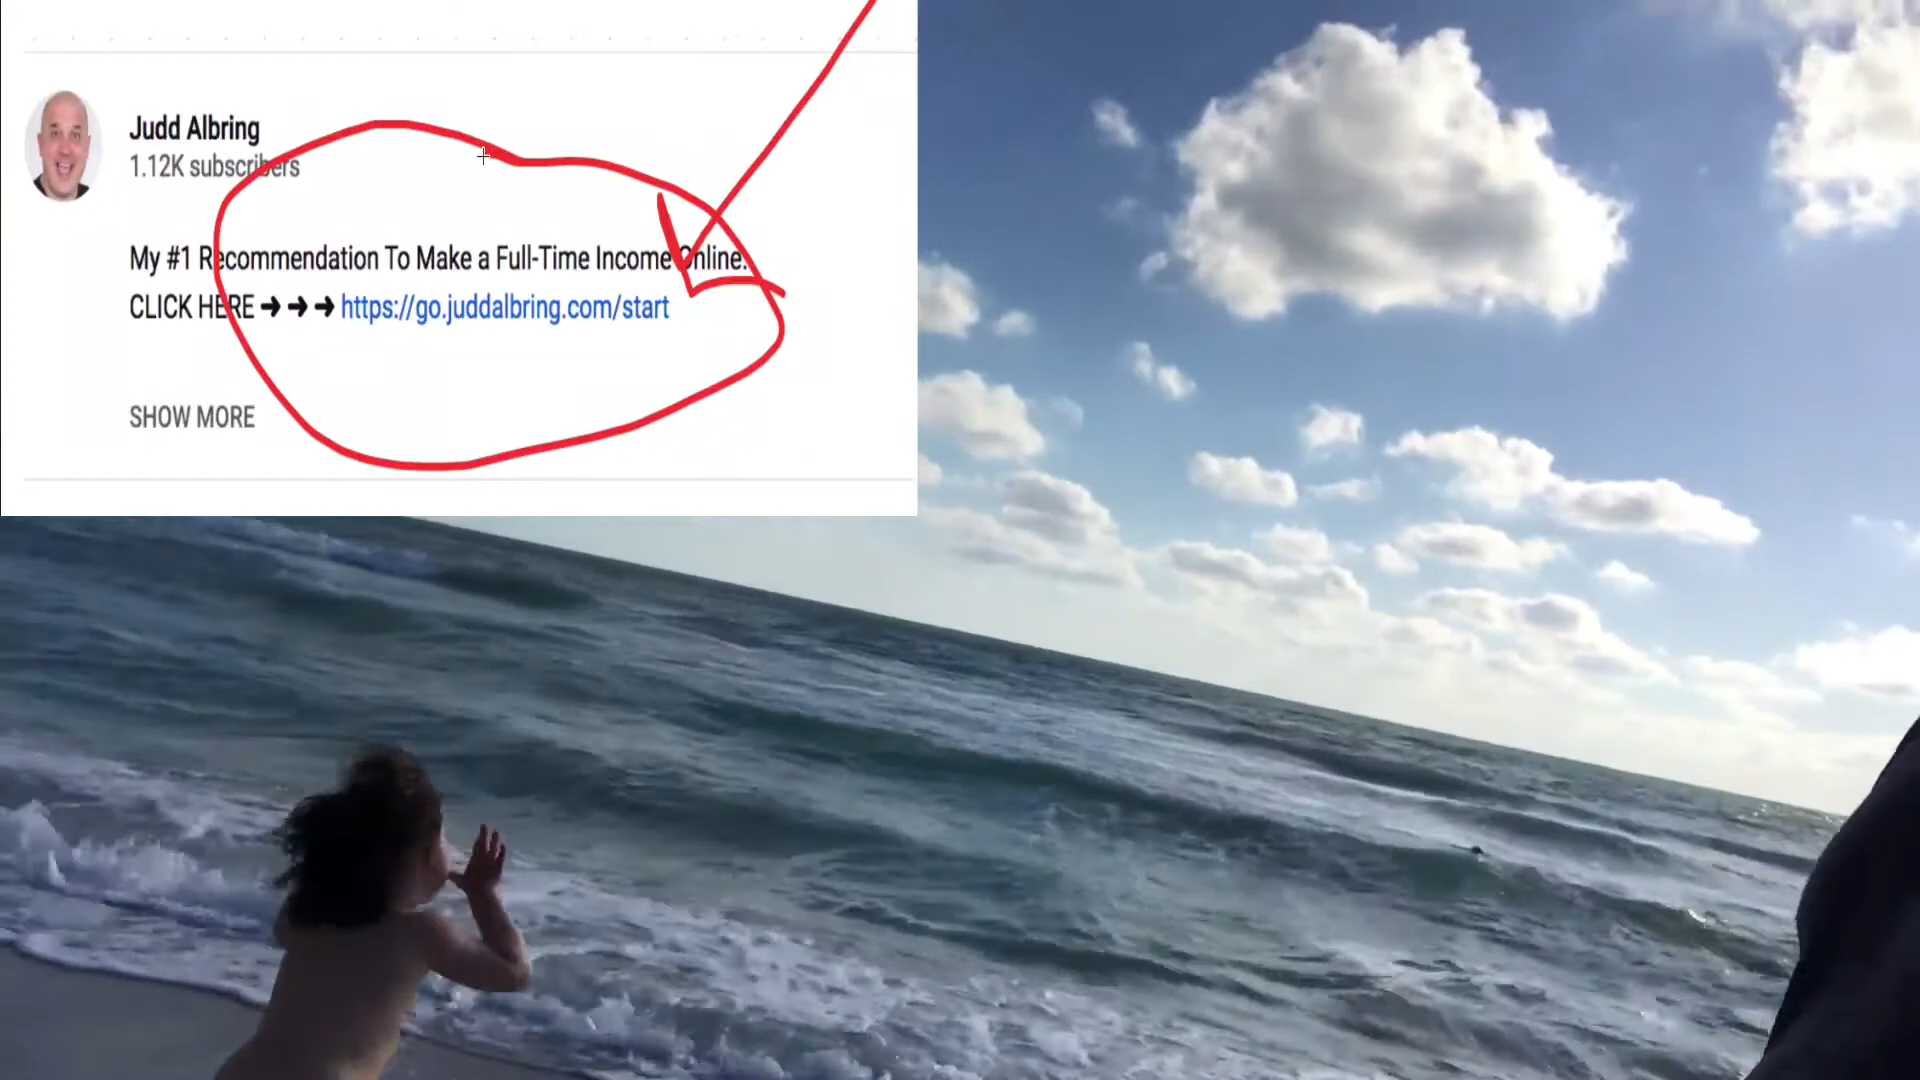 Judd Albring
1.12K subscribers
My #1 Recommendation To Make a Full-Time Income Online.
CLICK HERE ➔ ➔ ➔ https://go.juddalbring.com/start
SHOW MORE